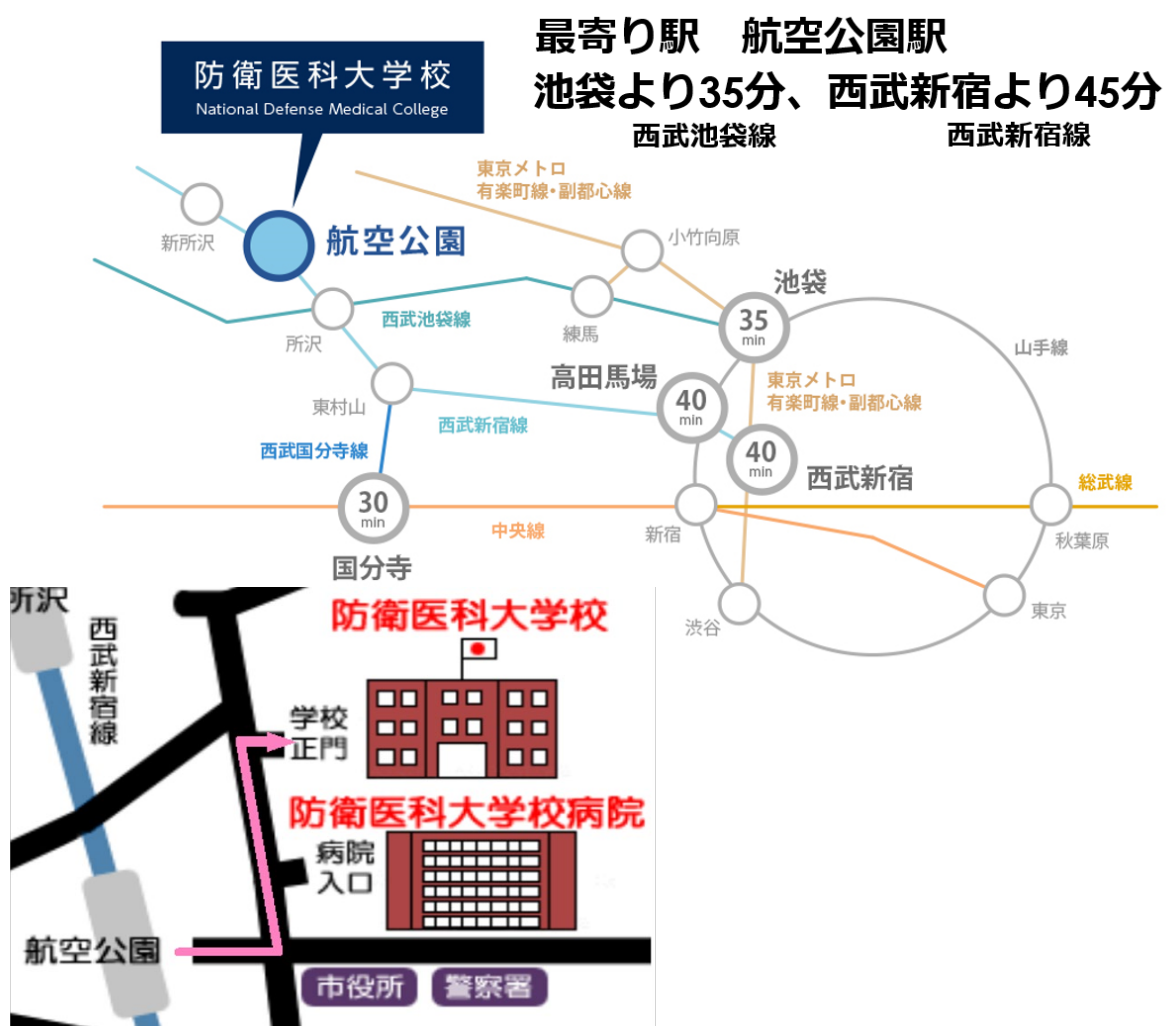 最寄り駅　航空公園駅
池袋より35分、西武新宿より45分
西武池袋線　西武新宿線
防衛医科大学校
National Defense Medical College
東京メトロ
有楽町線・副都心線
新所沢
航空公園
小竹向原
池袋
35
min
西武池袋線
練馬
所沢
山手線
高田馬場
40
min
東京メトロ
有楽町線・副都心線
東村山
西武新宿線
西武国分寺線
40
min
西武新宿
総武線
30
min
中央線
新宿
秋葉原
国分寺
渋谷
東京
所沢
西武新宿線
防衛医科大学校
学校
正門
防衛医科大学校病院
病院
入口
航空公園
市役所
警察署